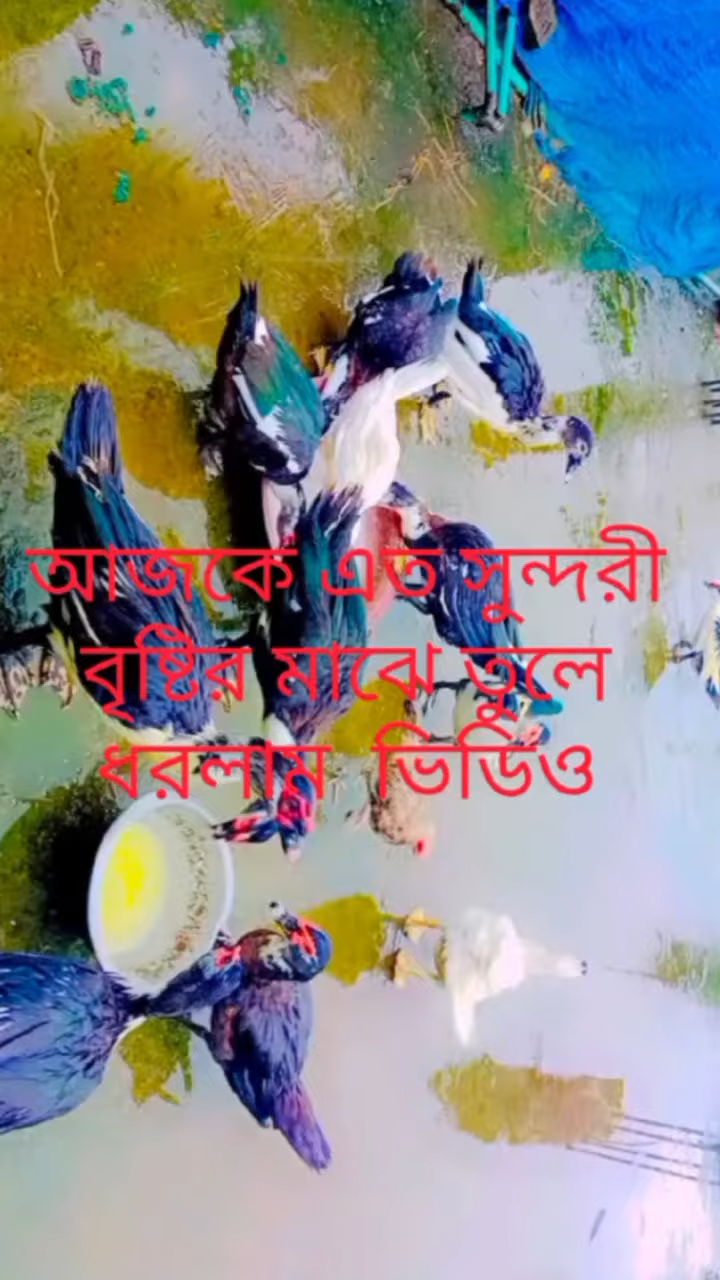 আজকে এত সুন্দরী
বৃষ্টির মাঝে তুলে
ধরলাম ভিডিও